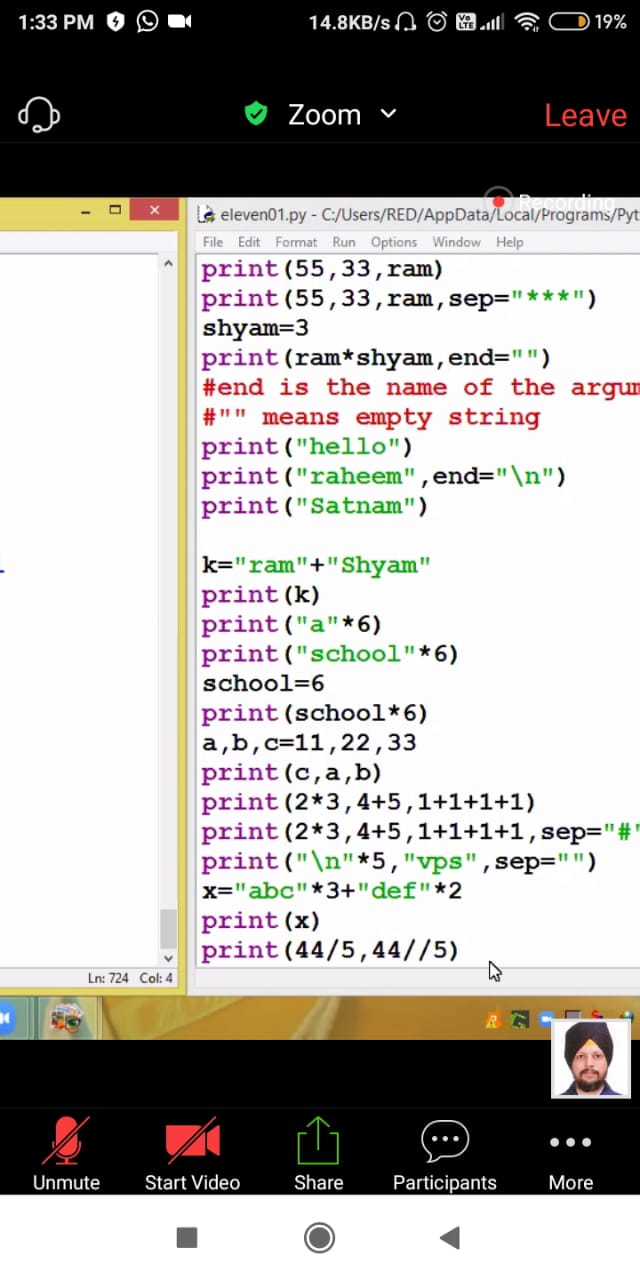 1:33 PM
14.8KB/s
Vo LTE
19%
Zoom
Leave
Recording
eleven01.py - C:/Users/RED/AppData/Local/Programs/Pyt
File Edit Format Run Options Window Help
print(55,33,ram)
print(55,33,ram,sep="***")
shyam=3
print(ram*shyam,end="")
#end is the name of the argum
#"" means empty string
print("hello")
print("raheem",end="\n")
print("Satnam")
k="ram"+"Shyam"
print(k)
print("a"*6)
print("school"*6)
school=6
print(school*6)
a,b,c=11,22,33
print(c,a,b)
print(2*3,4+5,1+1+1+1)
print(2*3,4+5,1+1+1+1,sep="#"
print("\n"*5,"vps",sep="")
x="abc"*3+"def"*2
print(x)
print(44/5,44//5)
Ln: 724 Col: 4
Unmute
Start Video
Share
Participants
More